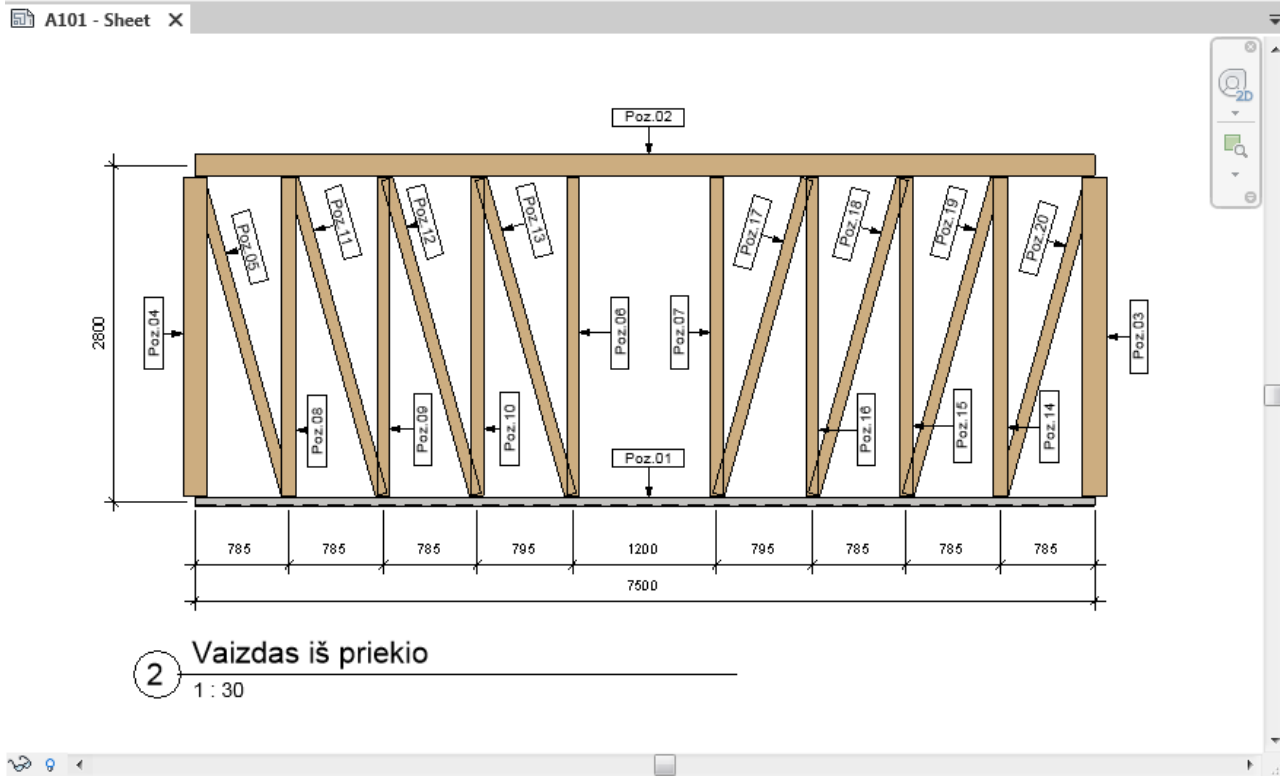 A101 - Sheet
2D
Poz.02
Poz.05
Poz.11
Poz.12
Poz.13
Poz.17
Poz.18
Poz.19
Poz.20
2800
Poz.04
Poz.06
Poz.07
Poz.03
Poz.08
Poz.09
Poz.10
Poz.16
Poz.15
Poz.14
Poz.01
785
785
785
795
1200
795
785
785
785
7500
2
Vaizdas iš priekio
1 : 30